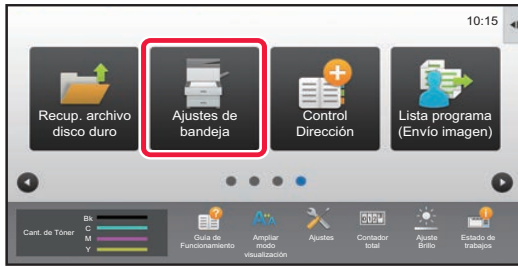 10:15
Recup. archivo
disco duro
Ajustes de
bandeja
Control
Dirección
Lista programa
(Envío imagen)
Cant. de Tóner
Bk
C
M
Y
Guía de
Funcionamiento
Ampliar
modo
visualización
Ajustes
Contador
total
Ajuste
Brillo
Estado de
trabajos